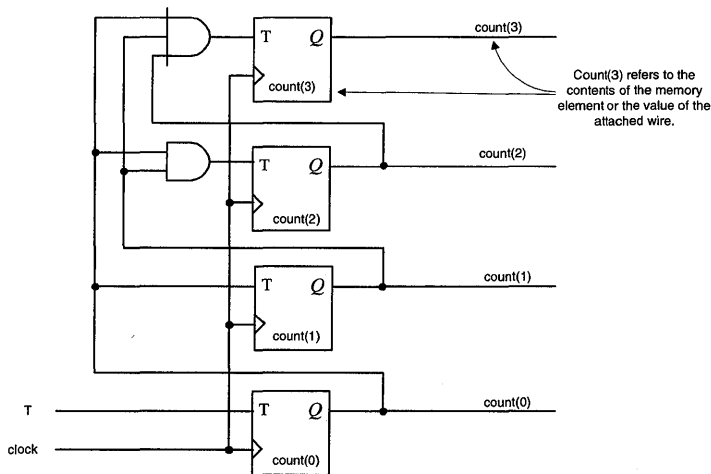 T Q
count(3)
count(3)
Count(3) refers to the
contents of the memory
element or the value of the
attached wire.
T Q
count(2)
count(2)
T Q
count(1)
count(1)
T
T Q
count(0)
clock
count(0)